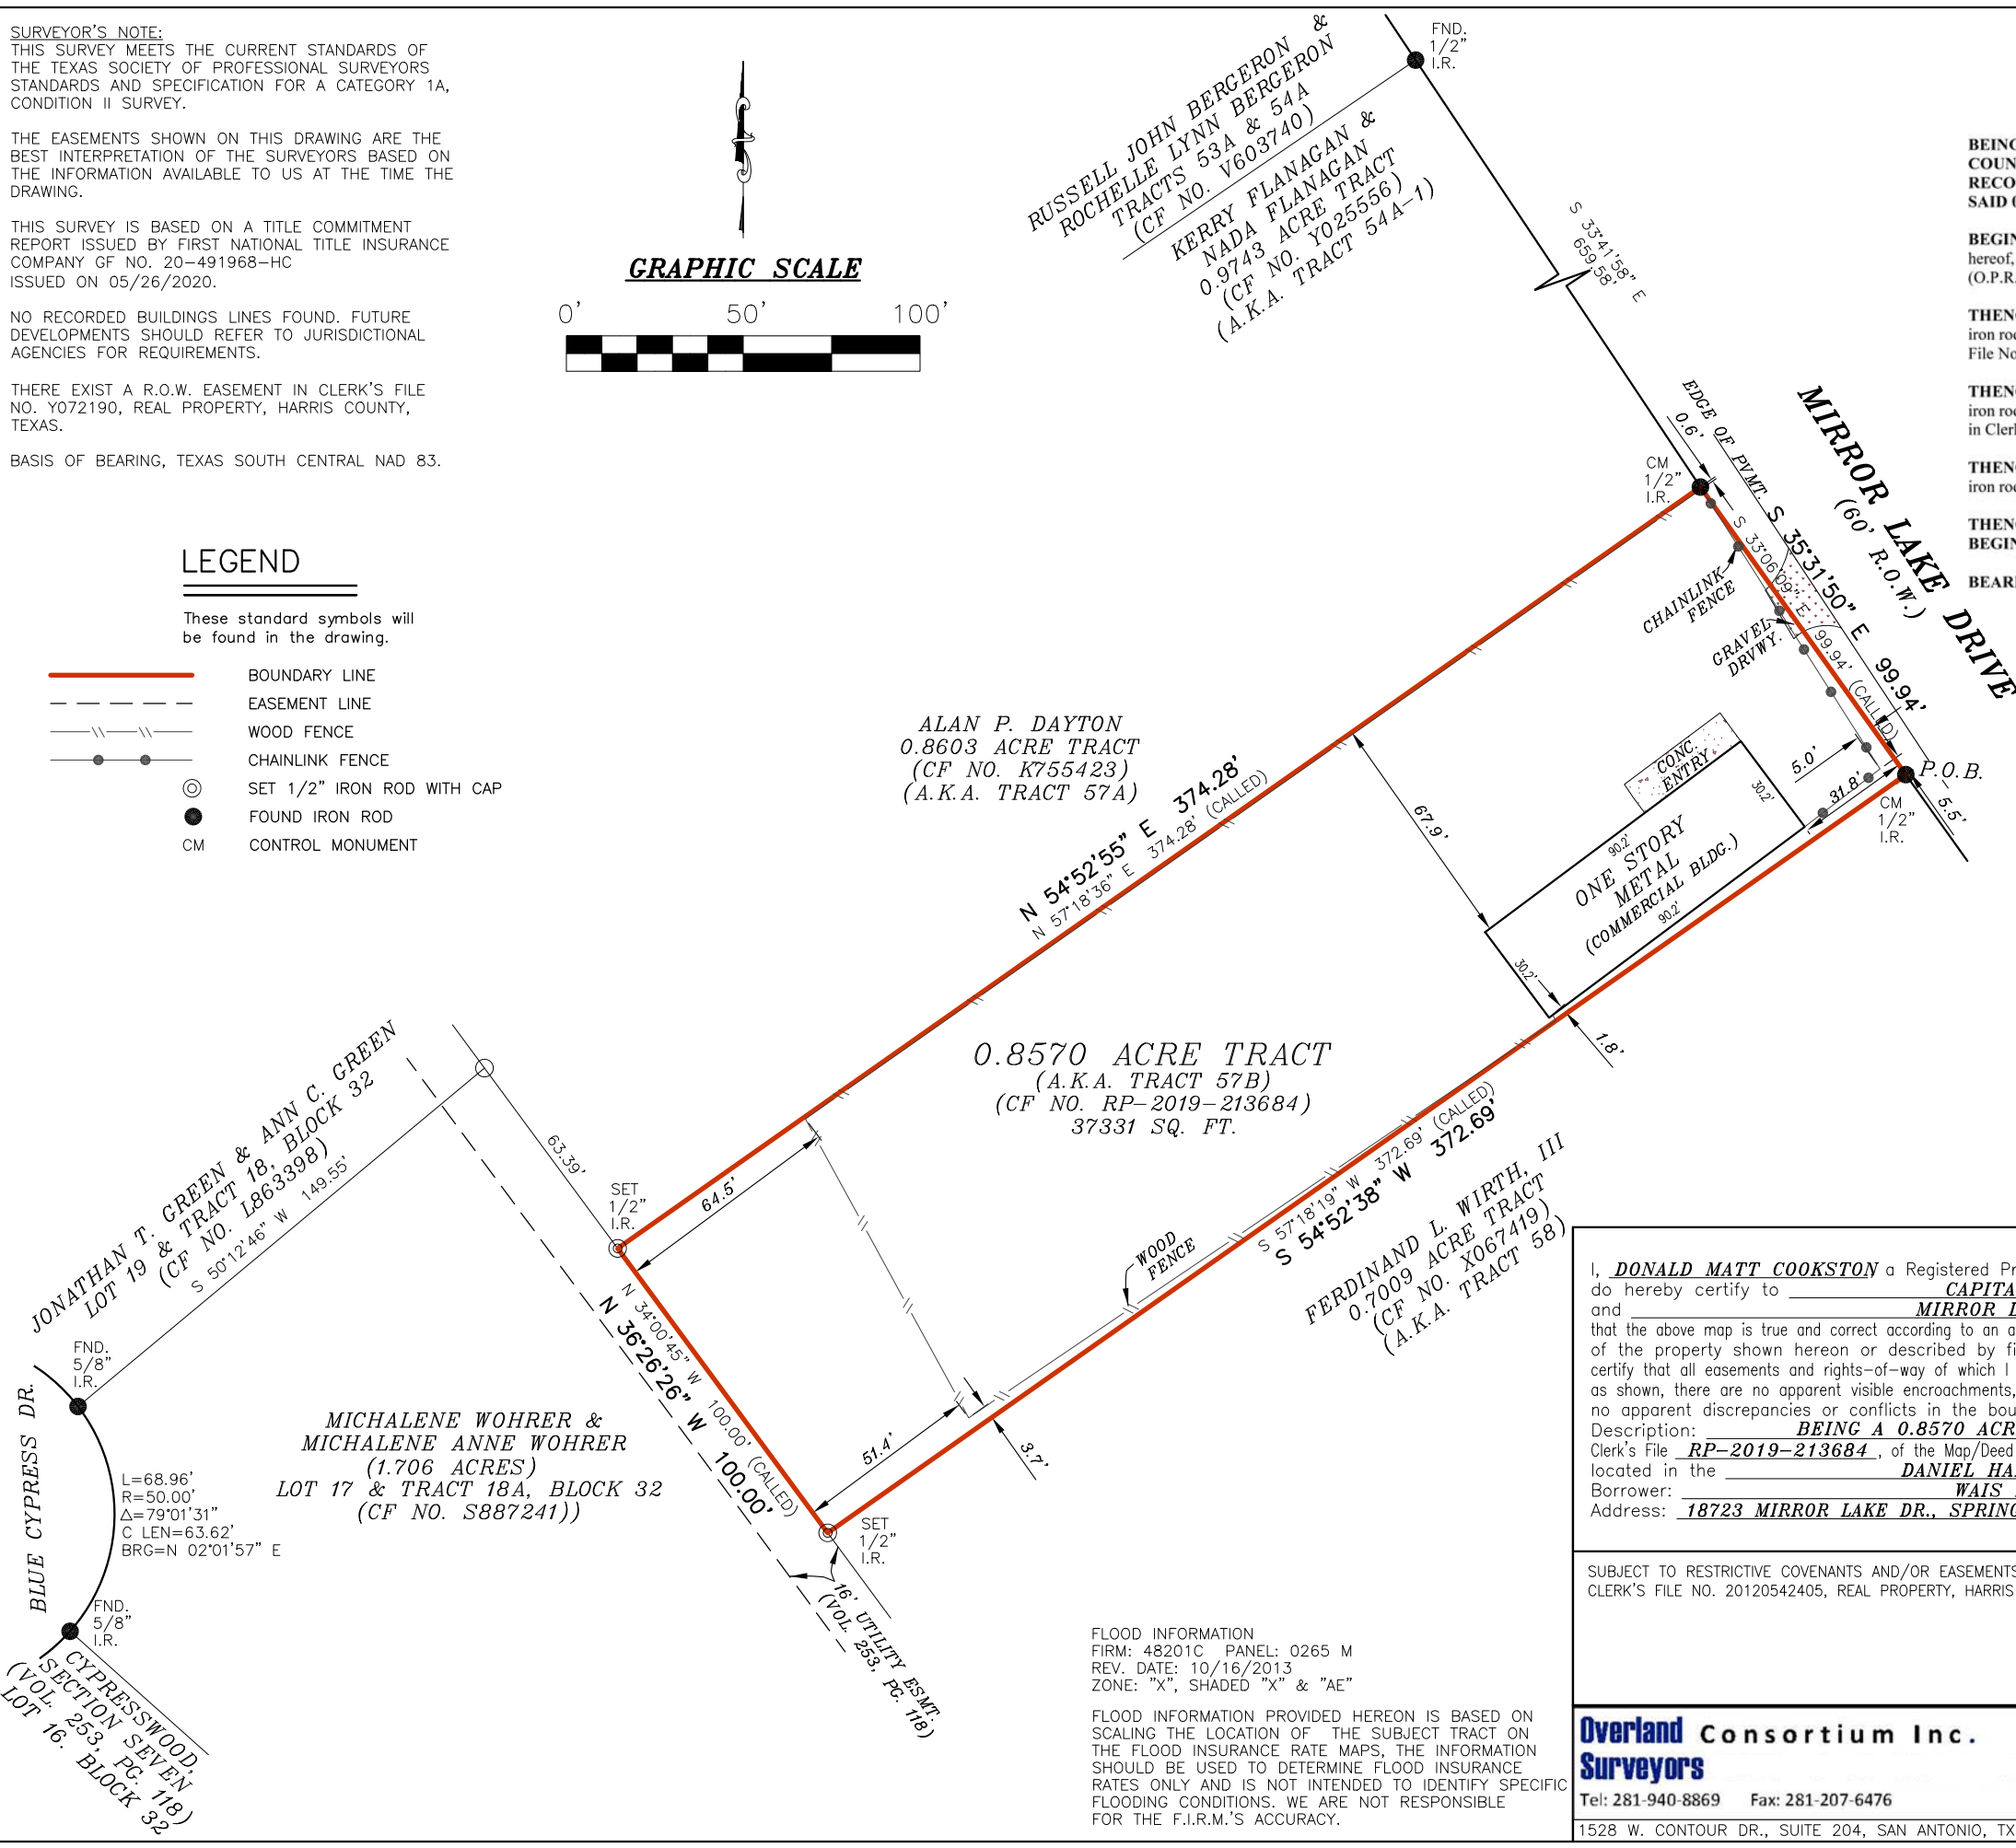 SURVEYOR'S NOTE:
THIS SURVEY MEETS THE CURRENT STANDARDS OF
THE TEXAS SOCIETY OF PROFESSIONAL SURVEYORS
STANDARDS AND SPECIFICATION FOR A CATEGORY 1A,
CONDITION II SURVEY.
THE EASEMENTS SHOWN ON THIS DRAWING ARE THE
BEST INTERPRETATION OF THE SURVEYORS BASED ON
THE INFORMATION AVAILABLE TO US AT THE TIME THE
DRAWING.
THIS SURVEY IS BASED ON A TITLE COMMITMENT
REPORT ISSUED BY FIRST NATIONAL TITLE INSURANCE
COMPANY GF NO. 20-491968-HC
ISSUED ON 05/26/2020.
NO RECORDED BUILDINGS LINES FOUND. FUTURE
DEVELOPMENTS SHOULD REFER TO JURISDICTIONAL
AGENCIES FOR REQUIREMENTS.
THERE EXIST A R.O.W. EASEMENT IN CLERK'S FILE
NO. Y072190, REAL PROPERTY, HARRIS COUNTY,
TEXAS.
BASIS OF BEARING, TEXAS SOUTH CENTRAL NAD 83.
GRAPHIC SCALE
0' 50' 100'
LEGEND
These standard symbols will
be found in the drawing.
BOUNDARY LINE
EASEMENT LINE
WOOD FENCE
CHAINLINK FENCE
SET 1/2" IRON ROD WITH CAP
FOUND IRON ROD
CM CONTROL MONUMENT
RUSSELL JOHN BERGERON &
ROCHELLE LYNN BERGERON
TRACTS 53A & 54A
(CF NO. V603740)
KERRY FLANAGAN &
NADA FLANAGAN
0.9743 ACRE TRACT
(CF NO. Y025556)
(A.K.A. TRACT 54A-1)
FND.
1/2"
I.R.
S 33°41'58" E
659.58'
EDGE OF PVMT.
0.6'
CM
1/2"
I.R.
MIRROR LAKE DRIVE
(60' R.O.W.)
S 35°31'50" E 99.94'
S 33°06'09" E 99.94' (CALLED)
CHAINLINK
FENCE
GRAVEL
DRVWY.
P.O.B.
CM
1/2"
I.R.
5.0'
31.8'
5.5'
CONC.
ENTRY
30.2'
90.2'
ONE STORY
METAL
(COMMERCIAL BLDG.)
90.2'
30.2'
67.9'
1.8'
ALAN P. DAYTON
0.8603 ACRE TRACT
(CF NO. K755423)
(A.K.A. TRACT 57A)
N 54°52'55" E 374.28'
N 57°18'36" E 374.28' (CALLED)
0.8570 ACRE TRACT
(A.K.A. TRACT 57B)
(CF NO. RP-2019-213684)
37331 SQ. FT.
S 57°18'19" W 372.69' (CALLED)
S 54°52'38" W 372.69'
FERDINAND L. WIRTH, III
0.7009 ACRE TRACT
(CF NO. X067419)
(A.K.A. TRACT 58)
WOOD
FENCE
JONATHAN T. GREEN & ANN C. GREEN
LOT 19 & TRACT 18, BLOCK 32
(CF NO. L863398)
S 50°12'46" W 149.55'
63.39'
SET
1/2"
I.R.
64.5'
N 34°00'45" W 100.00' (CALLED)
N 36°26'26" W 100.00'
51.4'
3.7'
SET
1/2"
I.R.
16' UTILITY ESMT.
(VOL. 253, PG. 118)
FND.
5/8"
I.R.
BLUE CYPRESS DR.
L=68.96'
R=50.00'
Δ=79°01'31"
C LEN=63.62'
BRG=N 02°01'57" E
FND.
5/8"
I.R.
MICHALENE WOHRER &
MICHALENE ANNE WOHRER
(1.706 ACRES)
LOT 17 & TRACT 18A, BLOCK 32
(CF NO. S887241))
CYPRESSWOOD,
SECTION SEVEN
(VOL. 253, PG. 118)
LOT 16. BLOCK 32
FLOOD INFORMATION
FIRM: 48201C PANEL: 0265 M
REV. DATE: 10/16/2013
ZONE: "X", SHADED "X" & "AE"
FLOOD INFORMATION PROVIDED HEREON IS BASED ON
SCALING THE LOCATION OF THE SUBJECT TRACT ON
THE FLOOD INSURANCE RATE MAPS, THE INFORMATION
SHOULD BE USED TO DETERMINE FLOOD INSURANCE
RATES ONLY AND IS NOT INTENDED TO IDENTIFY SPECIFIC
FLOODING CONDITIONS. WE ARE NOT RESPONSIBLE
FOR THE F.I.R.M.'S ACCURACY.
BEGIN
hereof,
(O.P.R.
iron ro
File No
iron ro
in Cler
iron ro
SAID
I, DONALD MATT COOKSTON a Registered Pr
do hereby certify to CAPITA
and MIRROR L
that the above map is true and correct according to an a
of the property shown hereon or described by fi
certify that all easements and rights-of-way of which I
as shown, there are no apparent visible encroachments,
no apparent discrepancies or conflicts in the bou
Description: BEING A 0.8570 ACR
Clerk's File RP-2019-213684, of the Map/Deed
located in the DANIEL HA
Borrower: WAIS
Address: 18723 MIRROR LAKE DR., SPRING
SUBJECT TO RESTRICTIVE COVENANTS AND/OR EASEMENTS
CLERK'S FILE NO. 20120542405, REAL PROPERTY, HARRIS
Overland Consortium Inc.
Surveyors
Tel: 281-940-8869 Fax: 281-207-6476
1528 W. CONTOUR DR., SUITE 204, SAN ANTONIO, TX